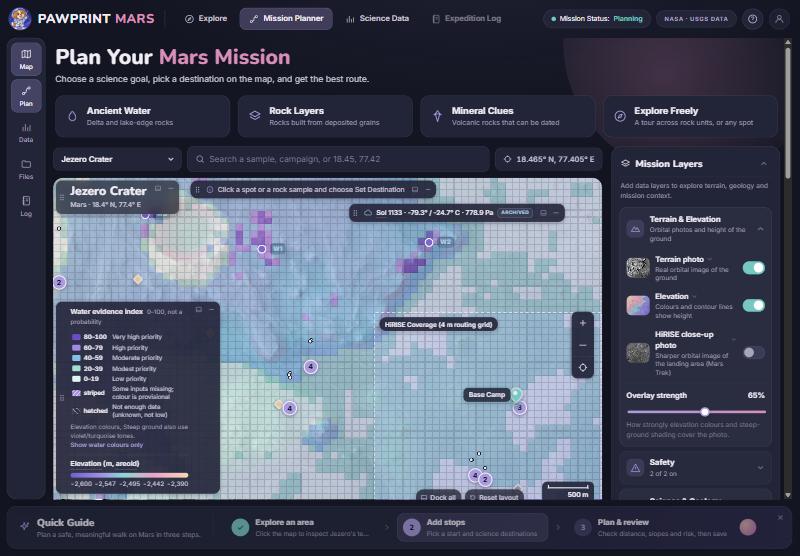 PAWPRINT MARS
Explore
Mission Planner
Science Data
Expedition Log
Mission Status: Planning
NASA · USGS DATA
Map
Plan
Data
Files
Log
Plan Your Mars Mission
Choose a science goal, pick a destination on the map, and get the best route.
Ancient Water
Delta and lake-edge rocks
Rock Layers
Rocks built from deposited grains
Mineral Clues
Volcanic rocks that can be dated
Explore Freely
A tour across rock units, or any spot
Jezero Crater
Search a sample, campaign, or 18.45, 77.42
18.465° N, 77.405° E
Jezero Crater
Mars · 18.4° N, 77.4° E
Click a spot or a rock sample and choose Set Destination
Sol 1133 · -79.3° / -24.7° C · 778.9 Pa
ARCHIVED
W1
W2
2
Water evidence index 0-100, not a
probability
80-100 Very high priority
60-79 High priority
40-59 Moderate priority
20-39 Modest priority
0-19 Low priority
striped Some inputs missing;
colour is provisional
hatched Not enough data
(unknown, not low)
Elevation colours, Steep ground also use
violet/turquoise tones.
Show water colours only
Elevation (m, areoid)
-2,600 -2,547 -2,495 -2,442 -2,390
HiRISE Coverage (4 m routing grid)
4
4
Base Camp
3
4
2
Dock all
Reset layout
500 m
Mission Layers
Add data layers to explore terrain, geology and
mission context.
Terrain & Elevation
Orbital photos and height of the
ground
Terrain photo
Real orbital image of the
ground
Elevation
Colours and contour lines
show height
HiRISE close-up
photo
Sharper orbital image of
the landing area (Mars
Trek)
Overlay strength 65%
How strongly elevation colours and steep-
ground shading cover the photo.
Safety
2 of 2 on
Quick Guide
Plan a safe, meaningful walk on Mars in three steps.
Explore an area
Click the map to inspect Jezero's te...
2
Add stops
Pick a start and science destinations
3
Plan & review
Check distance, slopes and risk, then save